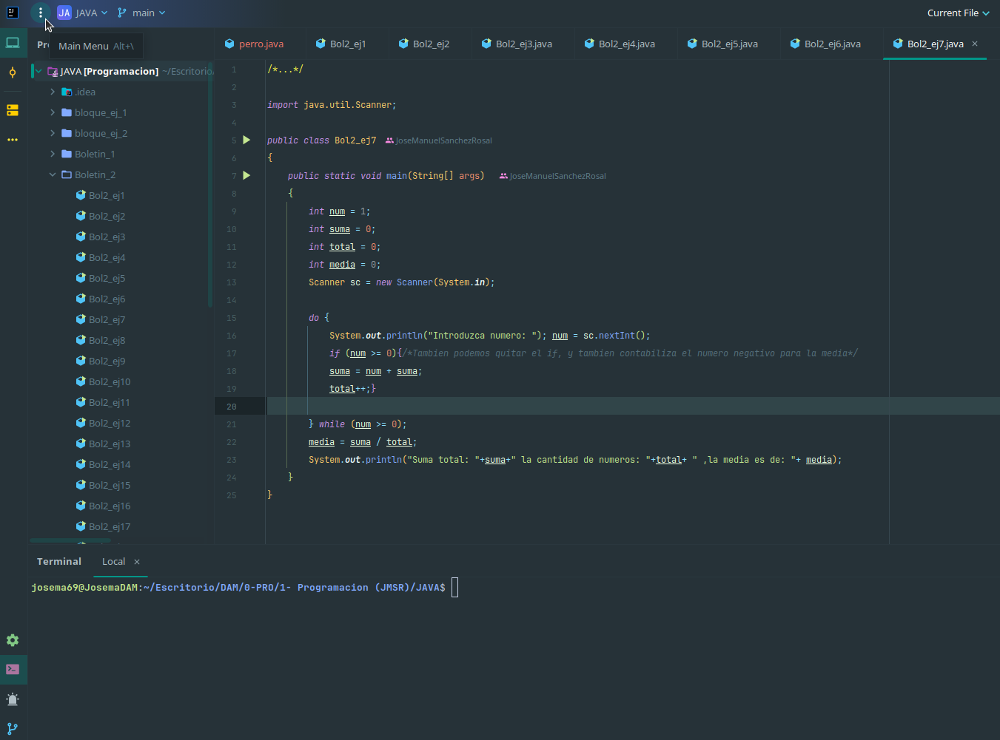 IJ
JA JAVA main
Current File
Main Menu Alt+\
perro.java Bol2_ej1 Bol2_ej2 Bol2_ej3.java Bol2_ej4.java Bol2_ej5.java Bol2_ej6.java Bol2_ej7.java
JAVA [Programacion] ~/Escritorio/
.idea
bloque_ej_1
bloque_ej_2
Boletin_1
Boletin_2
Bol2_ej1
Bol2_ej2
Bol2_ej3
Bol2_ej4
Bol2_ej5
Bol2_ej6
Bol2_ej7
Bol2_ej8
Bol2_ej9
Bol2_ej10
Bol2_ej11
Bol2_ej12
Bol2_ej13
Bol2_ej14
Bol2_ej15
Bol2_ej16
Bol2_ej17
1 /*...*/
2
3 import java.util.Scanner;
4
5 public class Bol2_ej7 JoseManuelSanchezRosal
6 {
7 public static void main(String[] args) JoseManuelSanchezRosal
8 {
9 int num = 1;
10 int suma = 0;
11 int total = 0;
12 int media = 0;
13 Scanner sc = new Scanner(System.in);
14
15 do {
16 System.out.println("Introduzca numero: "); num = sc.nextInt();
17 if (num >= 0){/*Tambien podemos quitar el if, y tambien contabiliza el numero negativo para la media*/
18 suma = num + suma;
19 total++;}
20
21 } while (num >= 0);
22 media = suma / total;
23 System.out.println("Suma total: "+suma+" la cantidad de numeros: "+total+ " ,la media es de: "+ media);
24 }
25 }
Terminal Local
josema69@JosemaDAM:~/Escritorio/DAM/0-PRO/1- Programacion (JMSR)/JAVA$